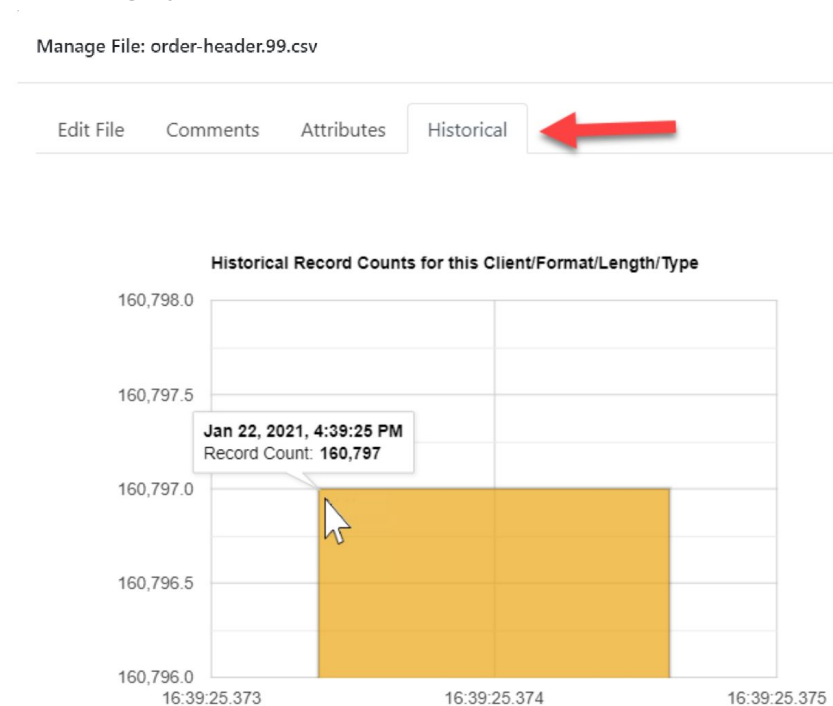 Manage File: order-header.99.csv
Edit File Comments Attributes Historical
Historical Record Counts for this Client/Format/Length/Type
160,798.0
160,797.5
Jan 22, 2021, 4:39:25 PM
Record Count: 160,797
160,797.0
160,796.5
160,796.0
16:39:25.373 16:39:25.374 16:39:25.375